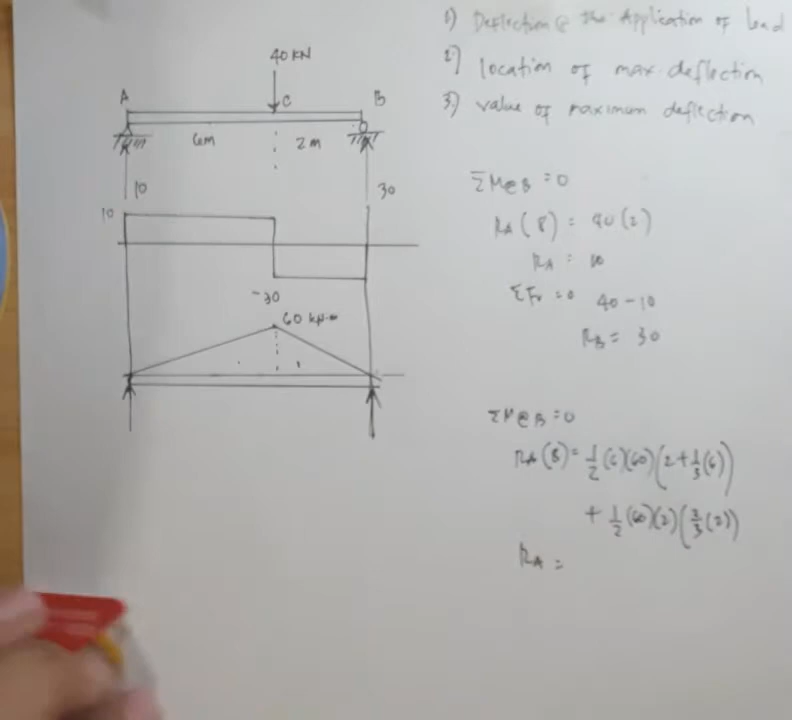 1) Deflection @ the Application of load
2) location of max. deflection
3.) value of maximum deflection
40 KN
A
C
B
6m
2 m
10
30
10
-30
60 kN-m
ΣM@B = 0
RA (8) = 40 (2)
RA = 10
ΣFv = 0 40 - 10
RB = 30
ΣM@B = 0
RA (8) = 1/2 (6)(60)(2+1/3(6))
+ 1/2 (60)(2)(2/3(2))
RA =